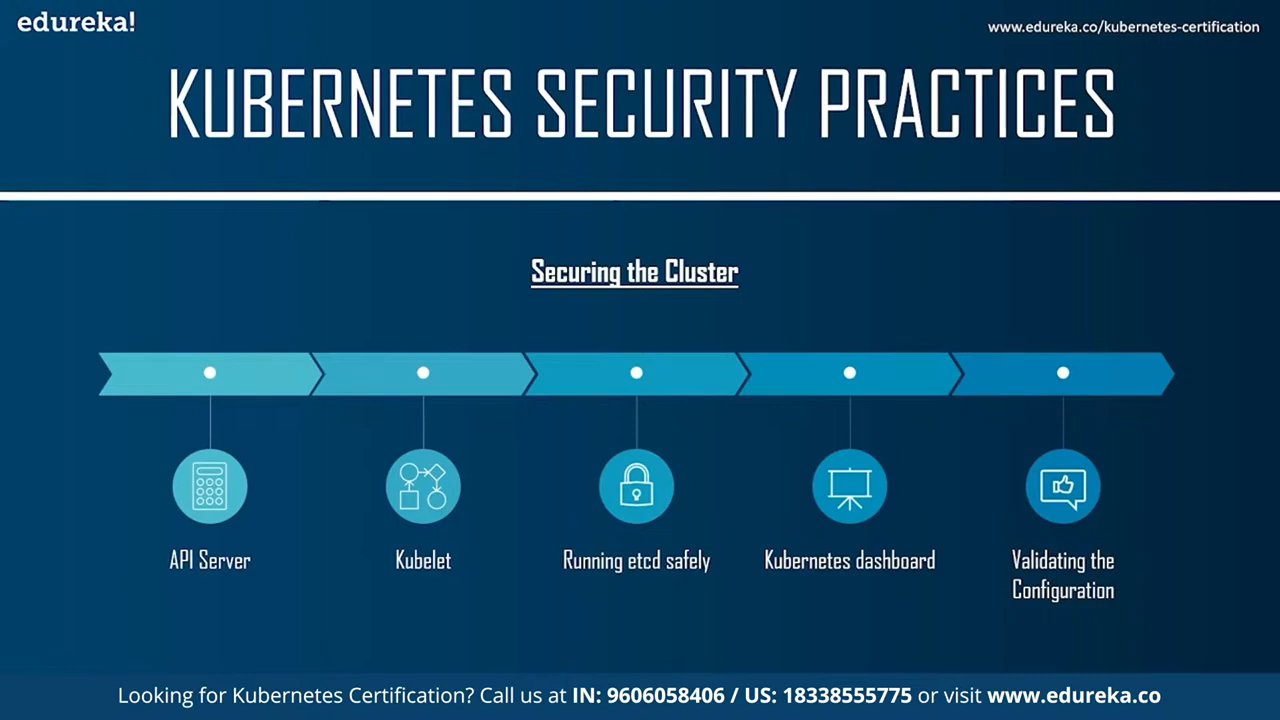 edureka!
www.edureka.co/kubernetes-certification
KUBERNETES SECURITY PRACTICES
Securing the Cluster
API Server
Kubelet
Running etcd safely
Kubernetes dashboard
Validating the
Configuration
Looking for Kubernetes Certification? Call us at IN: 9606058406 / US: 18338555775 or visit www.edureka.co